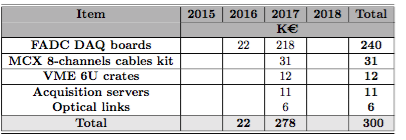 Item 2015 2016 2017 2018 Total
K€
FADC DAQ boards 22 218 240
MCX 8-channels cables kit 31 31
VME 6U crates 12 12
Acquisition servers 11 11
Optical links 6 6
Total 22 278 300